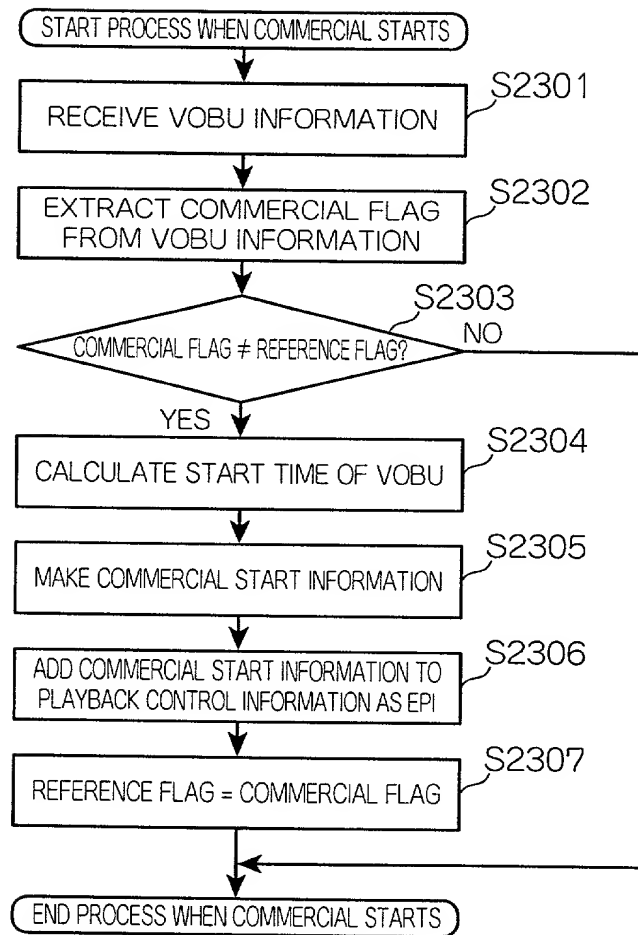 START PROCESS WHEN COMMERCIAL STARTS
S2301
RECEIVE VOBU INFORMATION
S2302
EXTRACT COMMERCIAL FLAG
FROM VOBU INFORMATION
S2303
COMMERCIAL FLAG ≠ REFERENCE FLAG?
NO
YES
S2304
CALCULATE START TIME OF VOBU
S2305
MAKE COMMERCIAL START INFORMATION
S2306
ADD COMMERCIAL START INFORMATION TO
PLAYBACK CONTROL INFORMATION AS EPI
S2307
REFERENCE FLAG = COMMERCIAL FLAG
END PROCESS WHEN COMMERCIAL STARTS